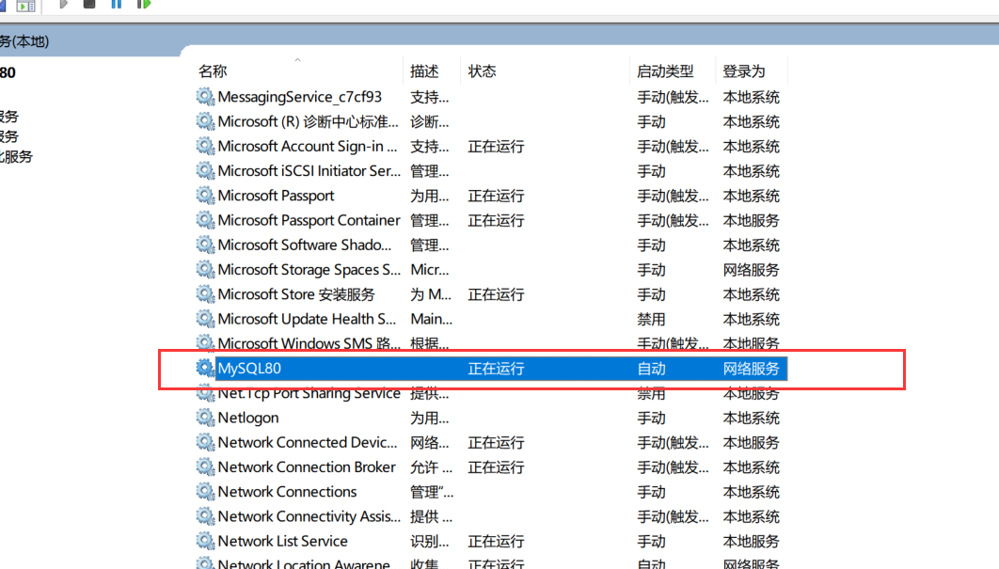 务(本地)
80
服务
服务
化服务
名称 描述 状态 启动类型 登录为
MessagingService_c7cf93 支持... 手动(触发... 本地系统
Microsoft (R) 诊断中心标准... 诊断... 手动 本地系统
Microsoft Account Sign-in ... 支持... 正在运行 手动(触发... 本地系统
Microsoft iSCSI Initiator Ser... 管理... 手动 本地系统
Microsoft Passport 为用... 正在运行 手动(触发... 本地系统
Microsoft Passport Container 管理... 正在运行 手动(触发... 本地服务
Microsoft Software Shado... 管理... 手动 本地系统
Microsoft Storage Spaces S... Micr... 手动 网络服务
Microsoft Store 安装服务 为 M... 正在运行 手动 本地系统
Microsoft Update Health S... Main... 禁用 本地系统
Microsoft Windows SMS 路... 根据... 手动(触发... 本地服务
MySQL80 正在运行 自动 网络服务
Net.Tcp Port Sharing Service 提供... 禁用 本地服务
Netlogon 为用... 手动 本地系统
Network Connected Devic... 网络... 正在运行 手动(触发... 本地服务
Network Connection Broker 允许 ... 正在运行 手动(触发... 本地系统
Network Connections 管理“... 手动 本地系统
Network Connectivity Assis... 提供 ... 手动(触发... 本地系统
Network List Service 识别... 正在运行 手动 本地服务
Network Location Awarene 收集 正在运行 自动 网络服务